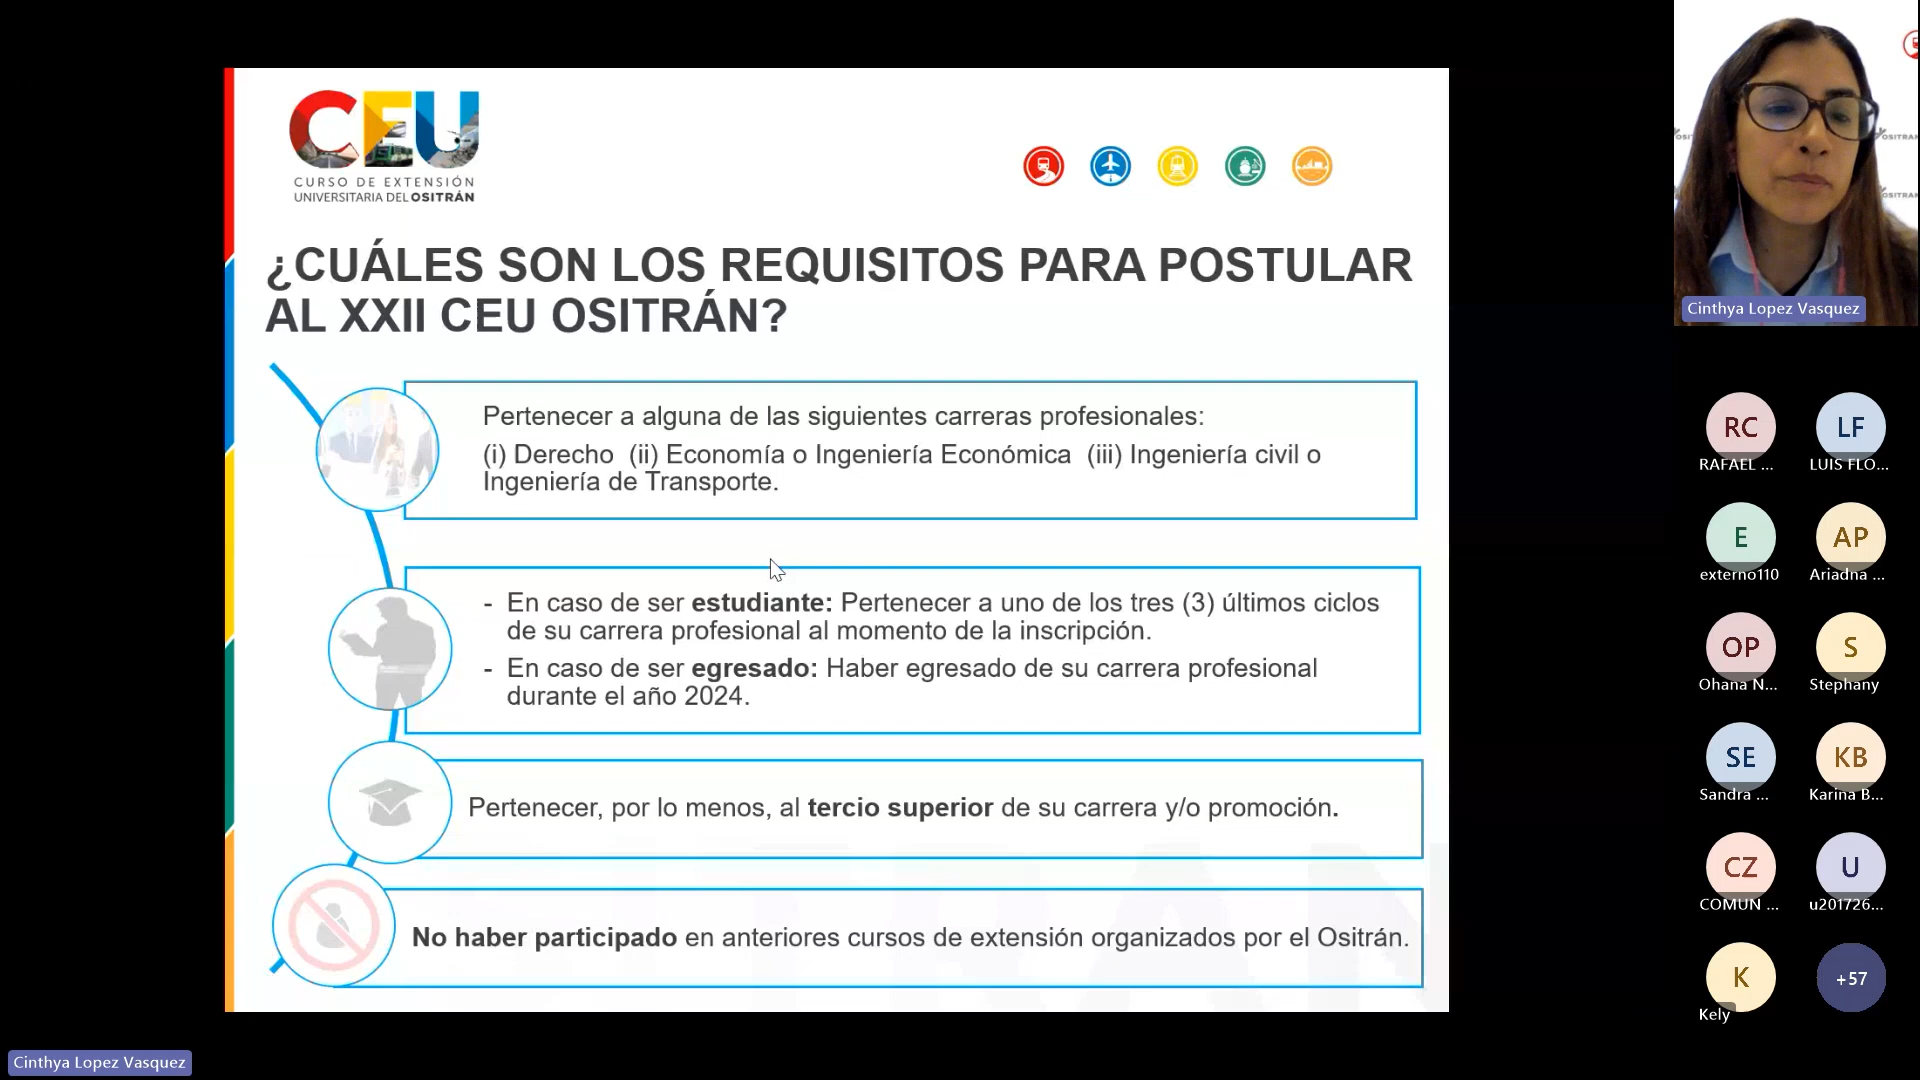 CEU
CURSO DE EXTENSIÓN
UNIVERSITARIA DEL OSITRÁN
¿CUÁLES SON LOS REQUISITOS PARA POSTULAR
AL XXII CEU OSITRÁN?
Pertenecer a alguna de las siguientes carreras profesionales:
(i) Derecho (ii) Economía o Ingeniería Económica (iii) Ingeniería civil o
Ingeniería de Transporte.
- En caso de ser estudiante: Pertenecer a uno de los tres (3) últimos ciclos
de su carrera profesional al momento de la inscripción.
- En caso de ser egresado: Haber egresado de su carrera profesional
durante el año 2024.
Pertenecer, por lo menos, al tercio superior de su carrera y/o promoción.
No haber participado en anteriores cursos de extensión organizados por el Ositrán.
Cinthya Lopez Vasquez
OSITRAN
OSITRAN
Cinthya Lopez Vasquez
RC LF
RAFAEL ... LUIS FLO...
E AP
externo110 Ariadna ...
OP S
Ohana N... Stephany
SE KB
Sandra ... Karina B...
CZ U
COMUN ... u201726...
K +57
Kely